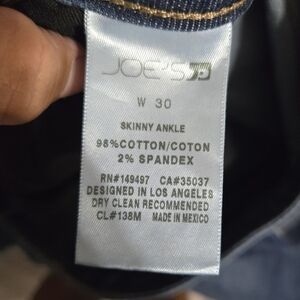 JOE'S
W 30
SKINNY ANKLE
98%COTTON/COTON
2% SPANDEX
RN#149497 CA#35037
DESIGNED IN LOS ANGELES
DRY CLEAN RECOMMENDED
CL#138M MADE IN MEXICO